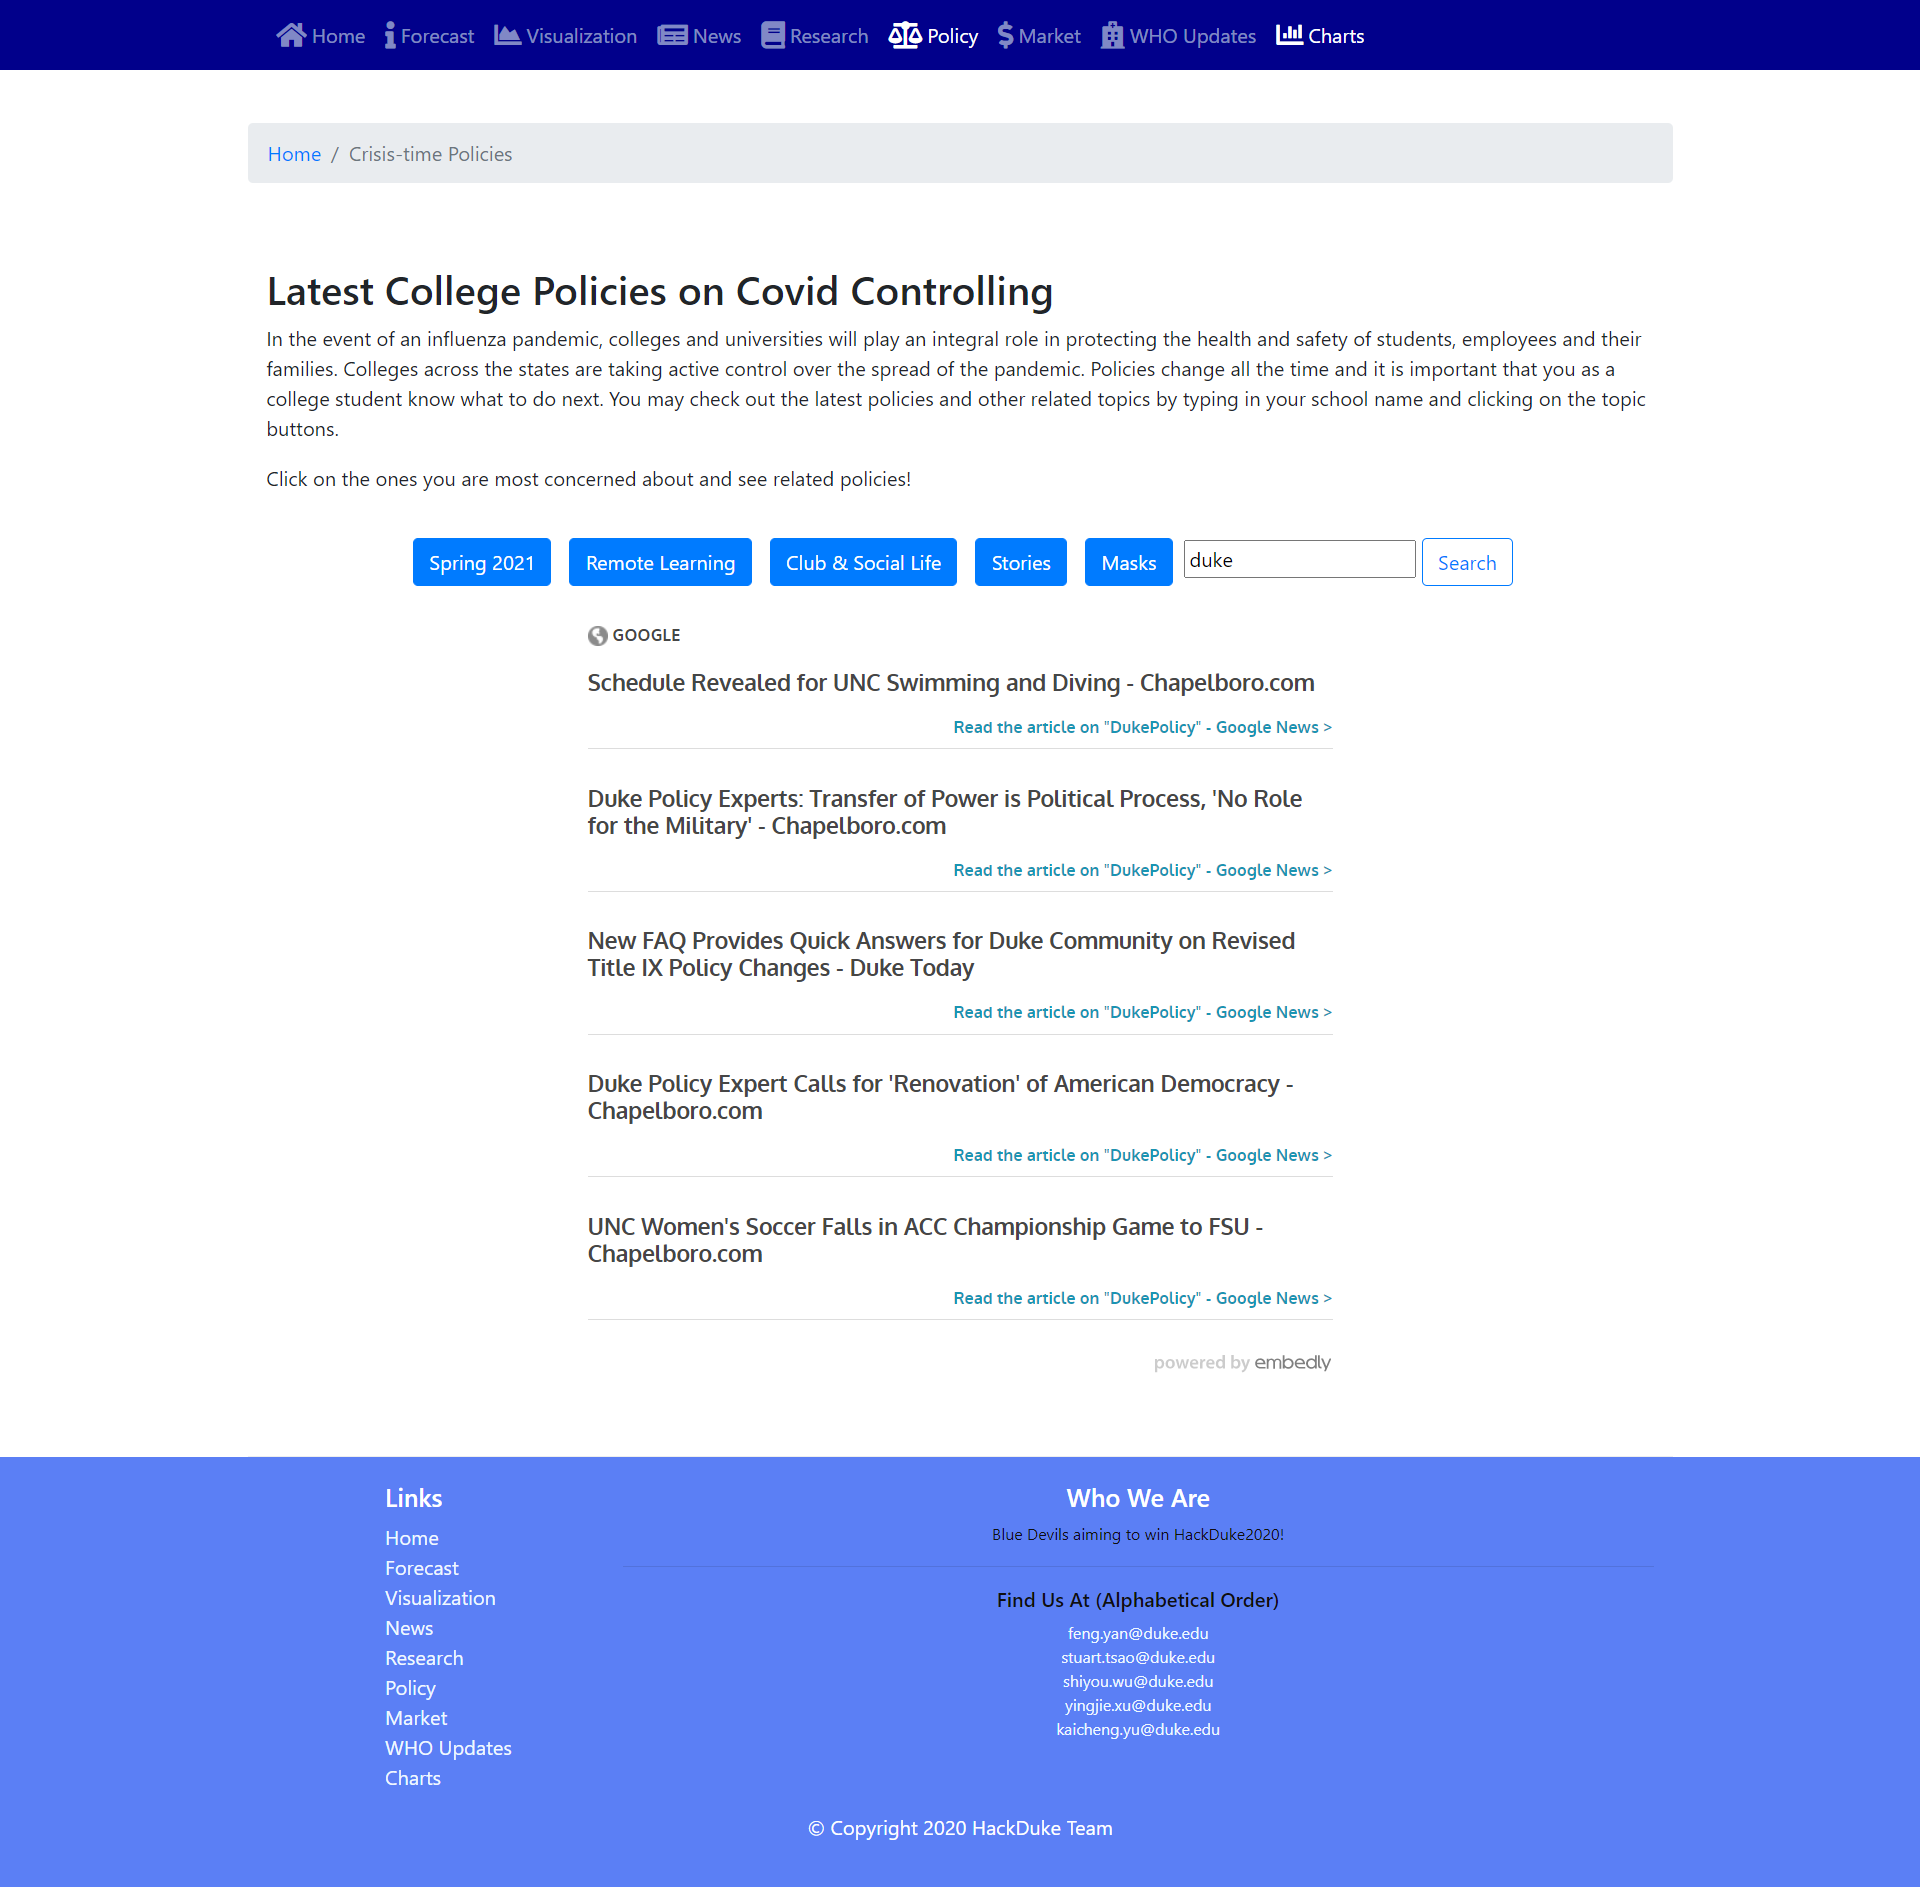 Home Forecast Visualization News Research Policy Market WHO Updates Charts
Home / Crisis-time Policies
Latest College Policies on Covid Controlling
In the event of an influenza pandemic, colleges and universities will play an integral role in protecting the health and safety of students, employees and their
families. Colleges across the states are taking active control over the spread of the pandemic. Policies change all the time and it is important that you as a
college student know what to do next. You may check out the latest policies and other related topics by typing in your school name and clicking on the topic
buttons.
Click on the ones you are most concerned about and see related policies!
Spring 2021 Remote Learning Club & Social Life Stories Masks duke Search
GOOGLE
Schedule Revealed for UNC Swimming and Diving - Chapelboro.com
Read the article on "DukePolicy" - Google News >
Duke Policy Experts: Transfer of Power is Political Process, 'No Role
for the Military' - Chapelboro.com
Read the article on "DukePolicy" - Google News >
New FAQ Provides Quick Answers for Duke Community on Revised
Title IX Policy Changes - Duke Today
Read the article on "DukePolicy" - Google News >
Duke Policy Expert Calls for 'Renovation' of American Democracy -
Chapelboro.com
Read the article on "DukePolicy" - Google News >
UNC Women's Soccer Falls in ACC Championship Game to FSU -
Chapelboro.com
Read the article on "DukePolicy" - Google News >
powered by embedly
Links
Home
Forecast
Visualization
News
Research
Policy
Market
WHO Updates
Charts
Who We Are
Blue Devils aiming to win HackDuke2020!
Find Us At (Alphabetical Order)
feng.yan@duke.edu
stuart.tsao@duke.edu
shiyou.wu@duke.edu
yingjie.xu@duke.edu
kaicheng.yu@duke.edu
© Copyright 2020 HackDuke Team